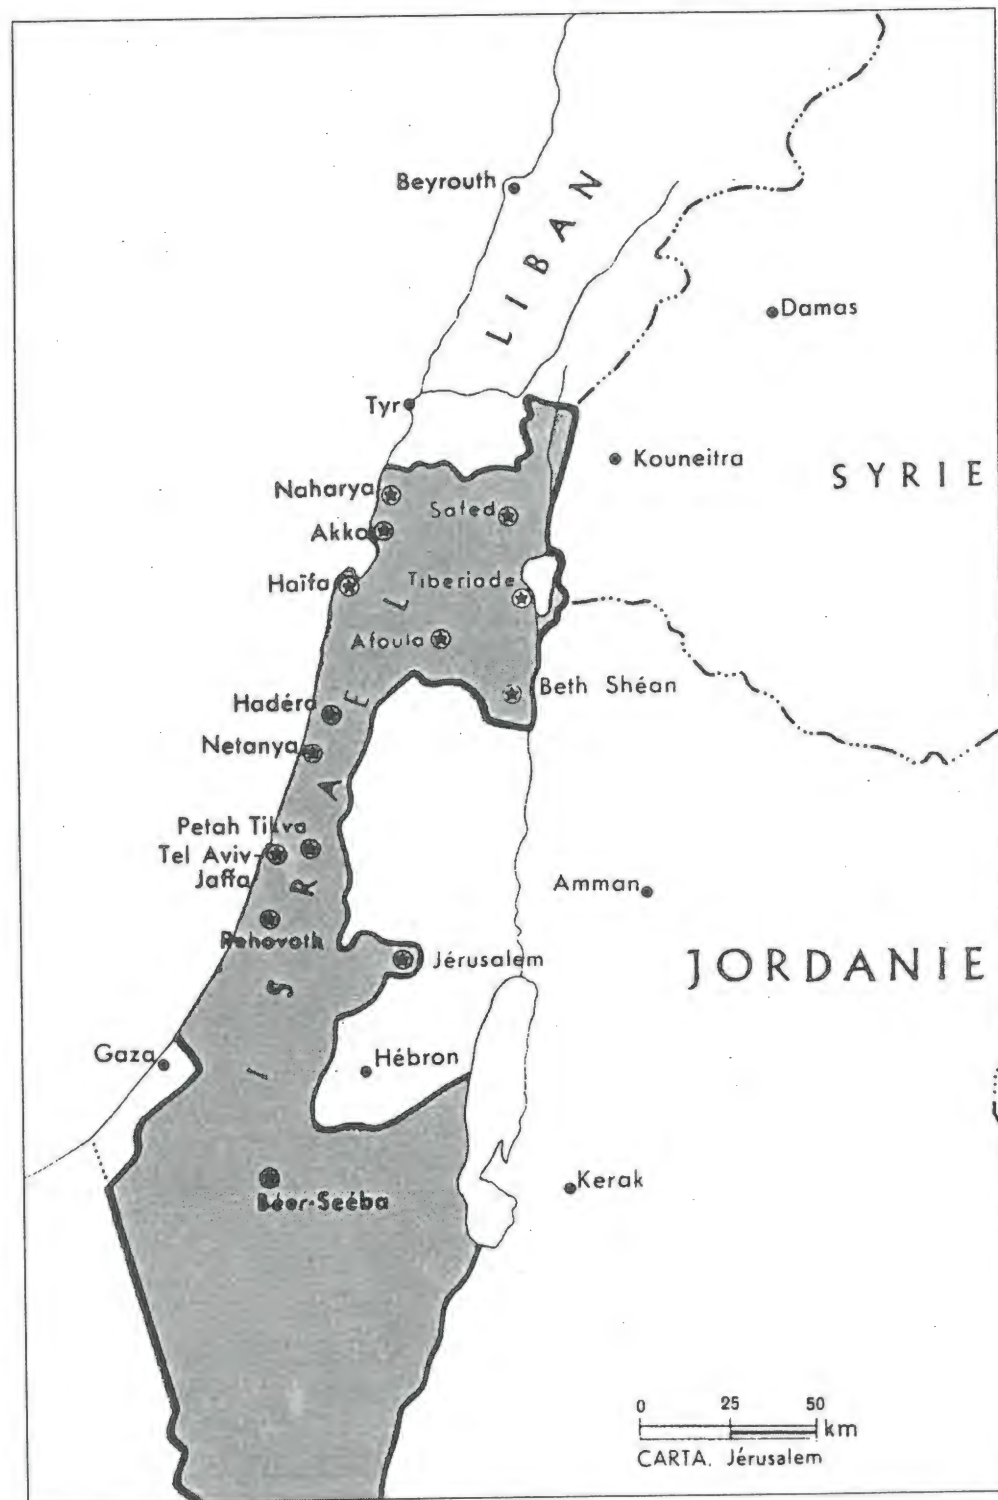 Beyrouth
LIBAN
Damas
Tyr
Kouneitra
SYRIE
Naharya
Safed
Akko
Haïfa
Tiberiade
Afoula
Beth Shéan
Hadéra
Netanya
Petah Tikva
Tel Aviv-
Jaffa
Amman
Rehovoth
Jérusalem
JORDANIE
ISRAEL
Gaza
Hébron
Kerak
Béer-Seéba
0 25 50
km
CARTA. Jérusalem